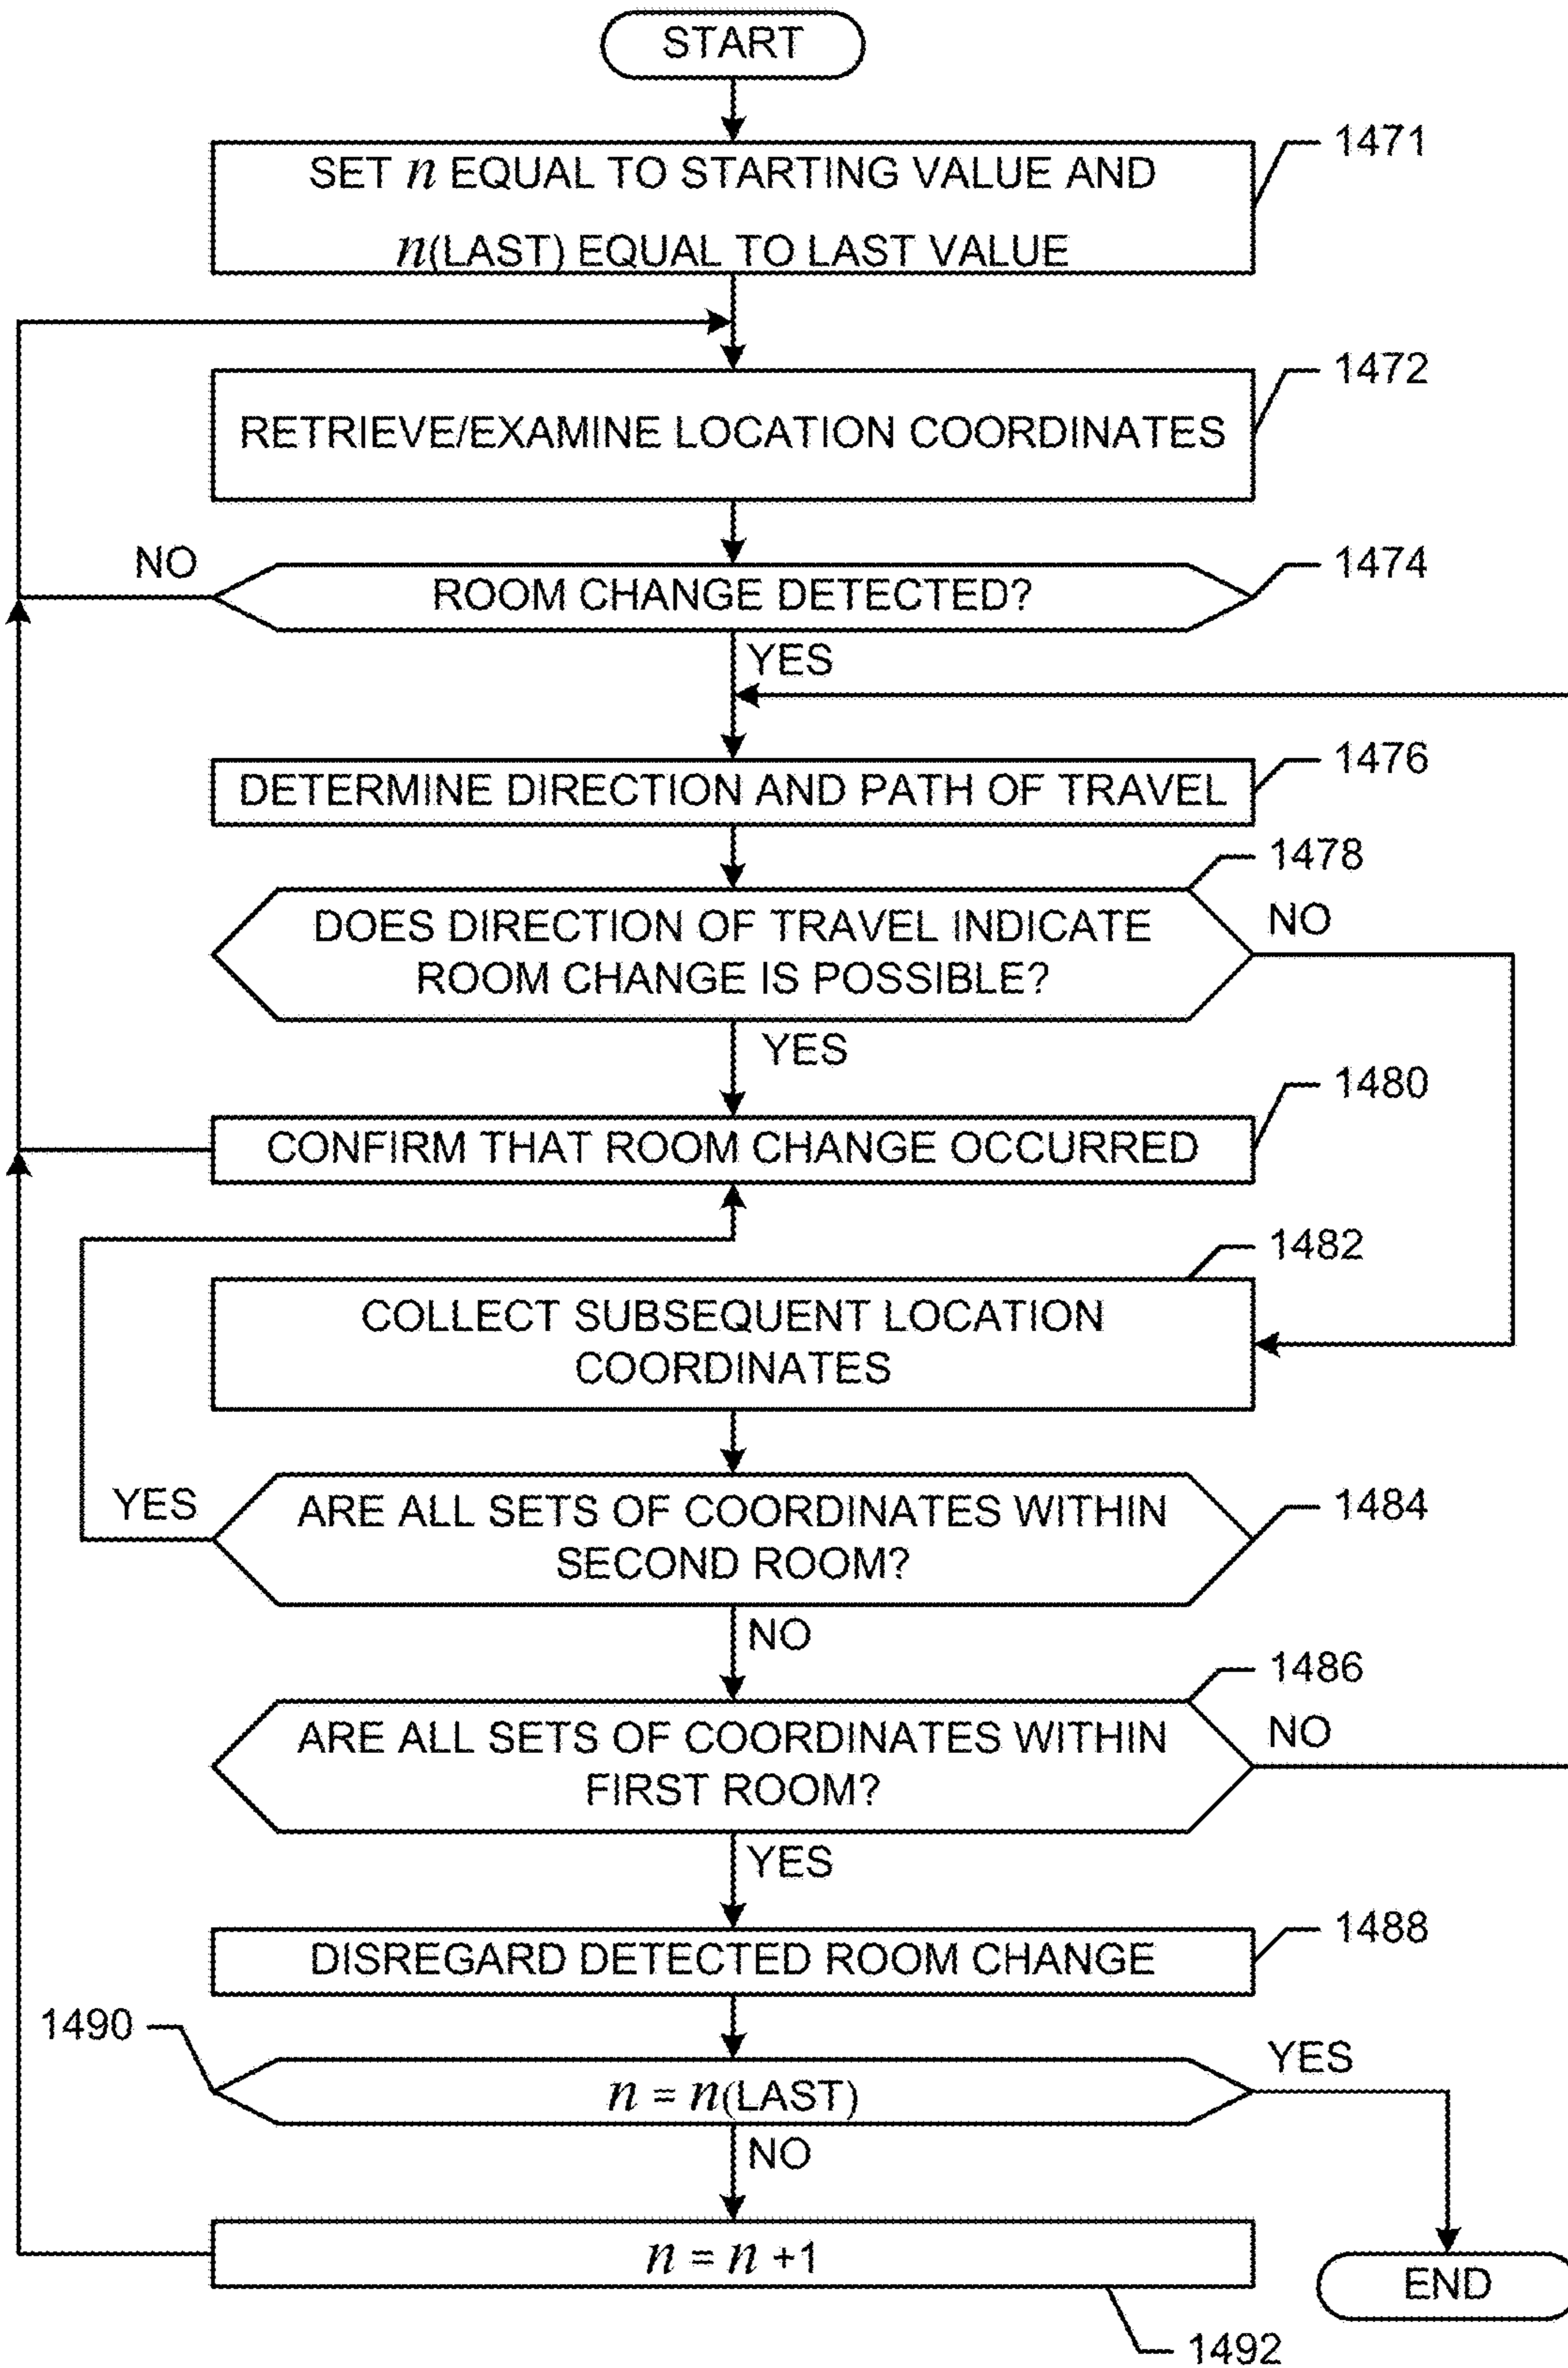 START
1471
SET n EQUAL TO STARTING VALUE AND
n(LAST) EQUAL TO LAST VALUE
1472
RETRIEVE/EXAMINE LOCATION COORDINATES
NO
1474
ROOM CHANGE DETECTED?
YES
1476
DETERMINE DIRECTION AND PATH OF TRAVEL
1478
DOES DIRECTION OF TRAVEL INDICATE
ROOM CHANGE IS POSSIBLE?
NO
YES
1480
CONFIRM THAT ROOM CHANGE OCCURRED
1482
COLLECT SUBSEQUENT LOCATION
COORDINATES
YES
1484
ARE ALL SETS OF COORDINATES WITHIN
SECOND ROOM?
NO
1486
ARE ALL SETS OF COORDINATES WITHIN
FIRST ROOM?
NO
YES
1488
DISREGARD DETECTED ROOM CHANGE
1490
n = n(LAST)
YES
NO
n = n +1
END
1492